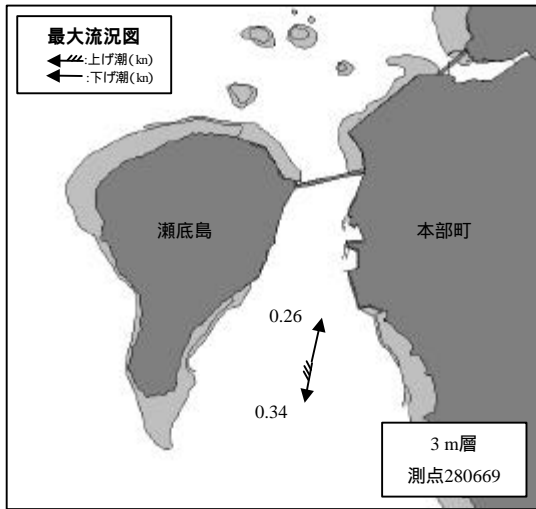 最大流況図
:上げ潮(kn)
:下げ潮(kn)
瀬底島
本部町
0.26
0.34
3 m層
測点280669